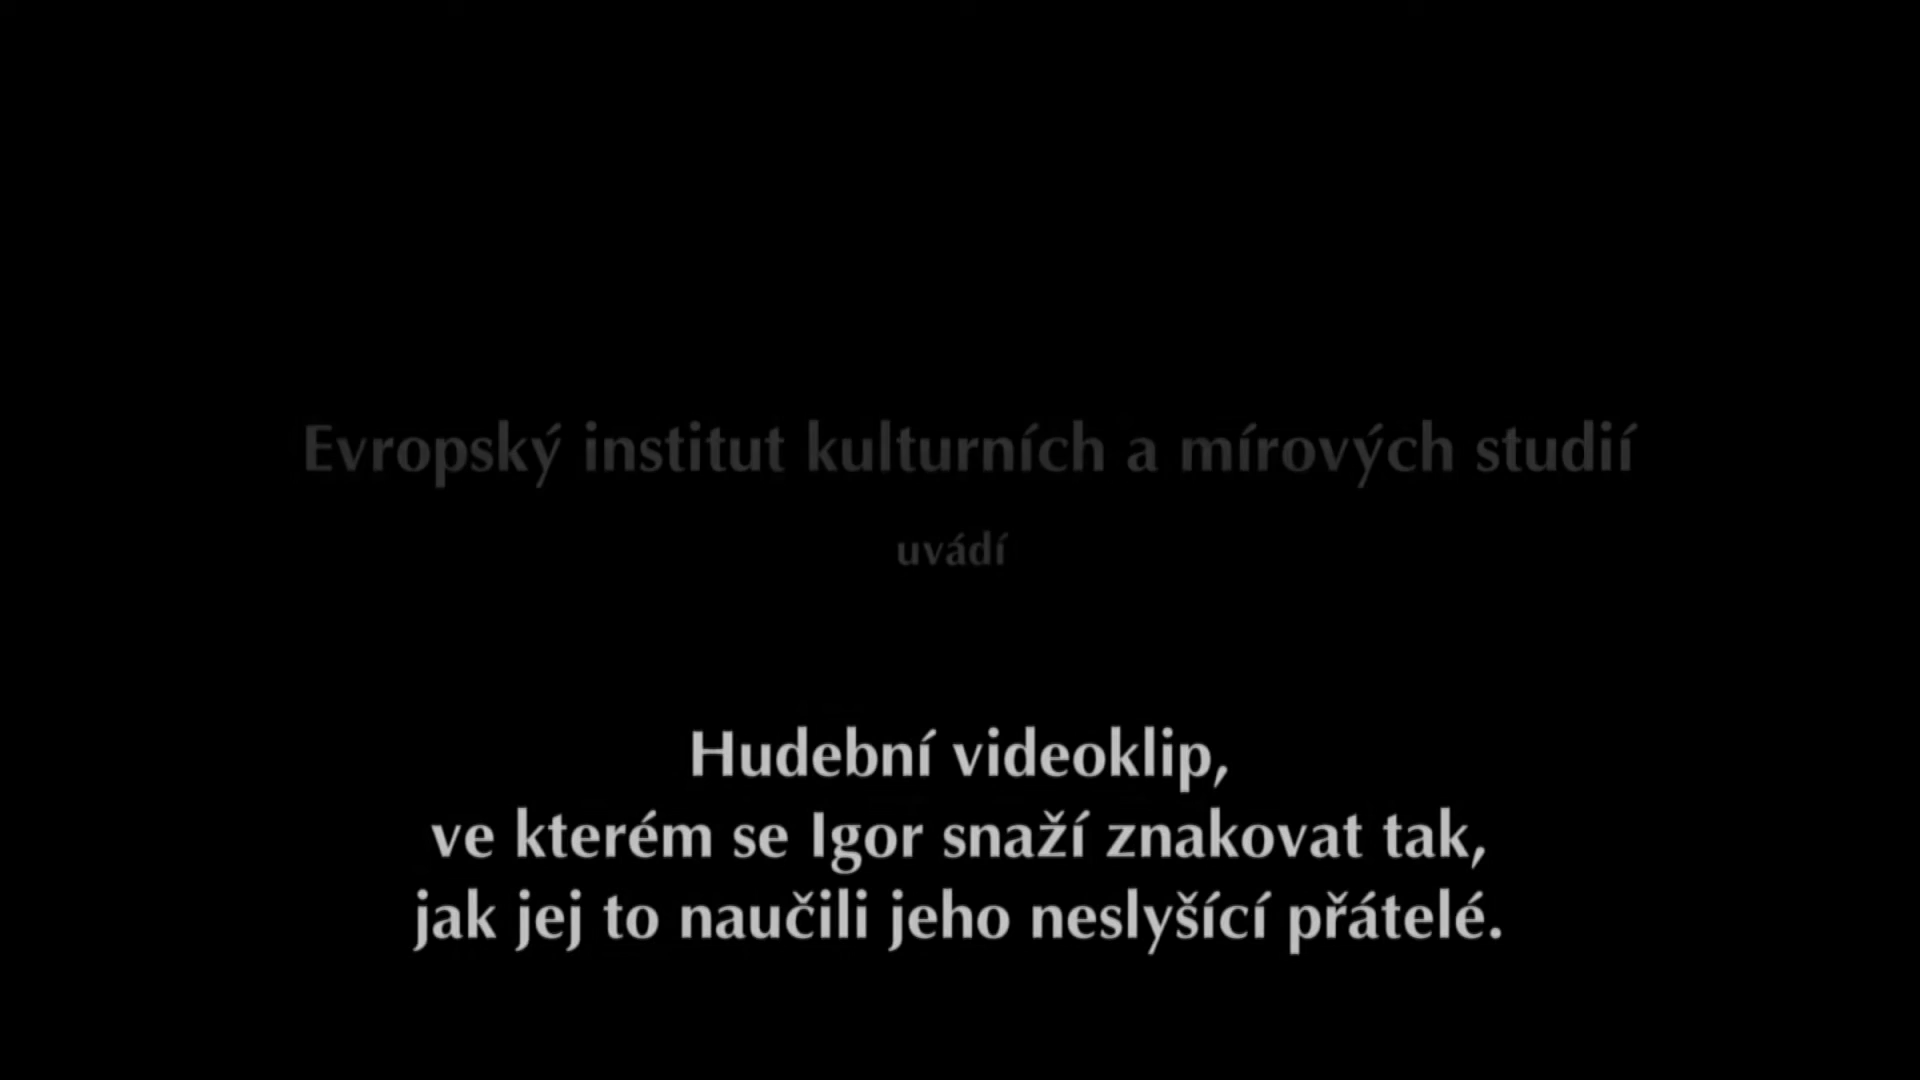 Evropský institut kulturních a mírových studií
uvádí
Hudební videoklip,
ve kterém se Igor snaží znakovat tak,
jak jej to naučili jeho neslyšící přátelé.